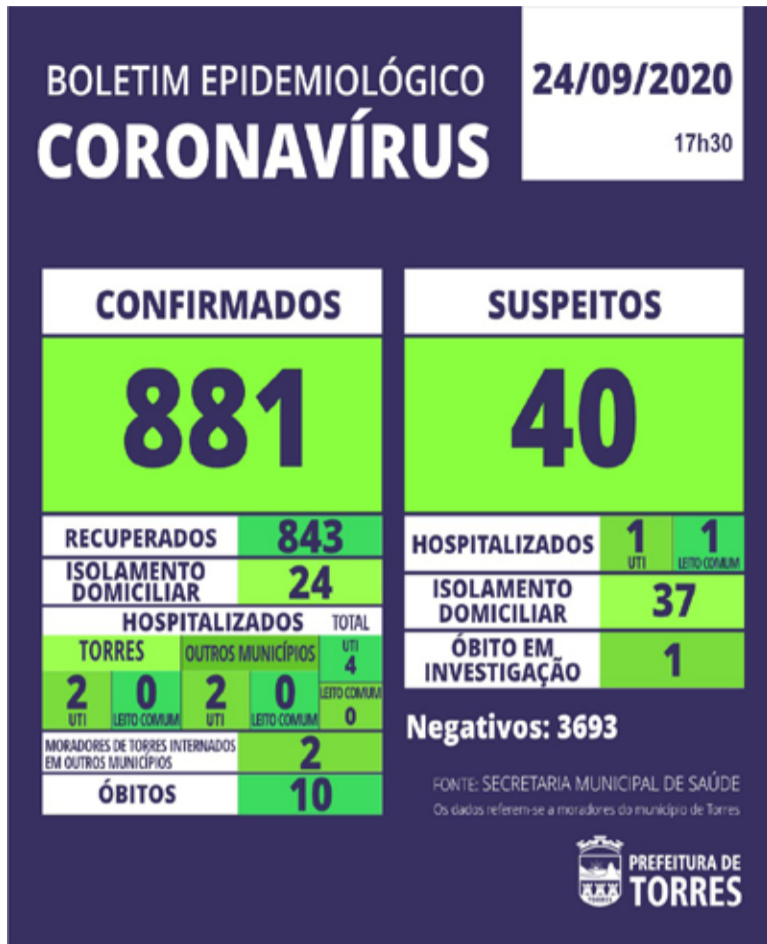 BOLETIM EPIDEMIOLÓGICO
CORONAVÍRUS
24/09/2020
17h30
CONFIRMADOS
881
RECUPERADOS 843
ISOLAMENTO
DOMICILIAR 24
HOSPITALIZADOS TOTAL
TORRES OUTROS MUNICÍPIOS UTI
4
2 0 2 0 LEITO COMUM
UTI LEITO COMUM UTI LEITO COMUM 0
MORADORES DE TORRES INTERNADOS
EM OUTROS MUNICÍPIOS 2
ÓBITOS 10
SUSPEITOS
40
HOSPITALIZADOS 1 1
UTI LEITO COMUM
ISOLAMENTO
DOMICILIAR 37
ÓBITO EM
INVESTIGAÇÃO 1
Negativos: 3693
FONTE: SECRETARIA MUNICIPAL DE SAÚDE
Os dados referem-se a moradores do município de Torres
PREFEITURA DE
TORRES
TORRES